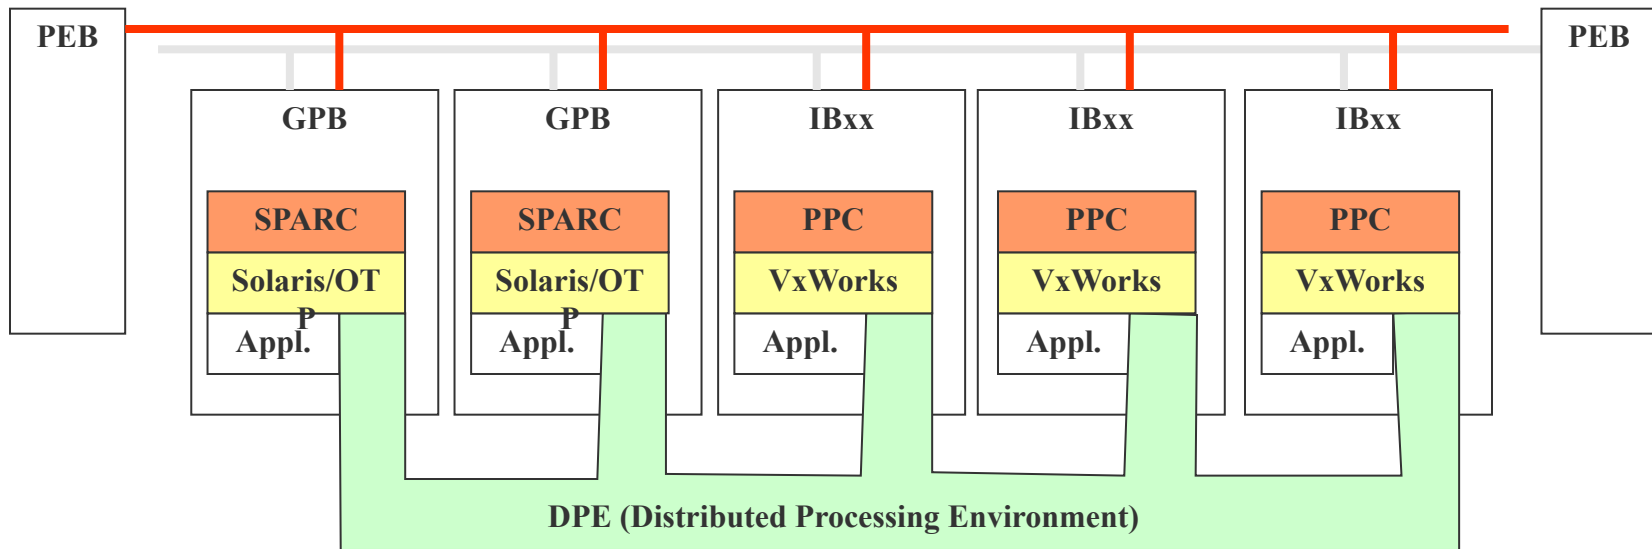 PEB
PEB
GPB
GPB
IBxx
IBxx
IBxx
SPARC
SPARC
PPC
PPC
PPC
Solaris/OT
P
Solaris/OT
P
VxWorks
VxWorks
VxWorks
Appl.
Appl.
Appl.
Appl.
Appl.
DPE (Distributed Processing Environment)